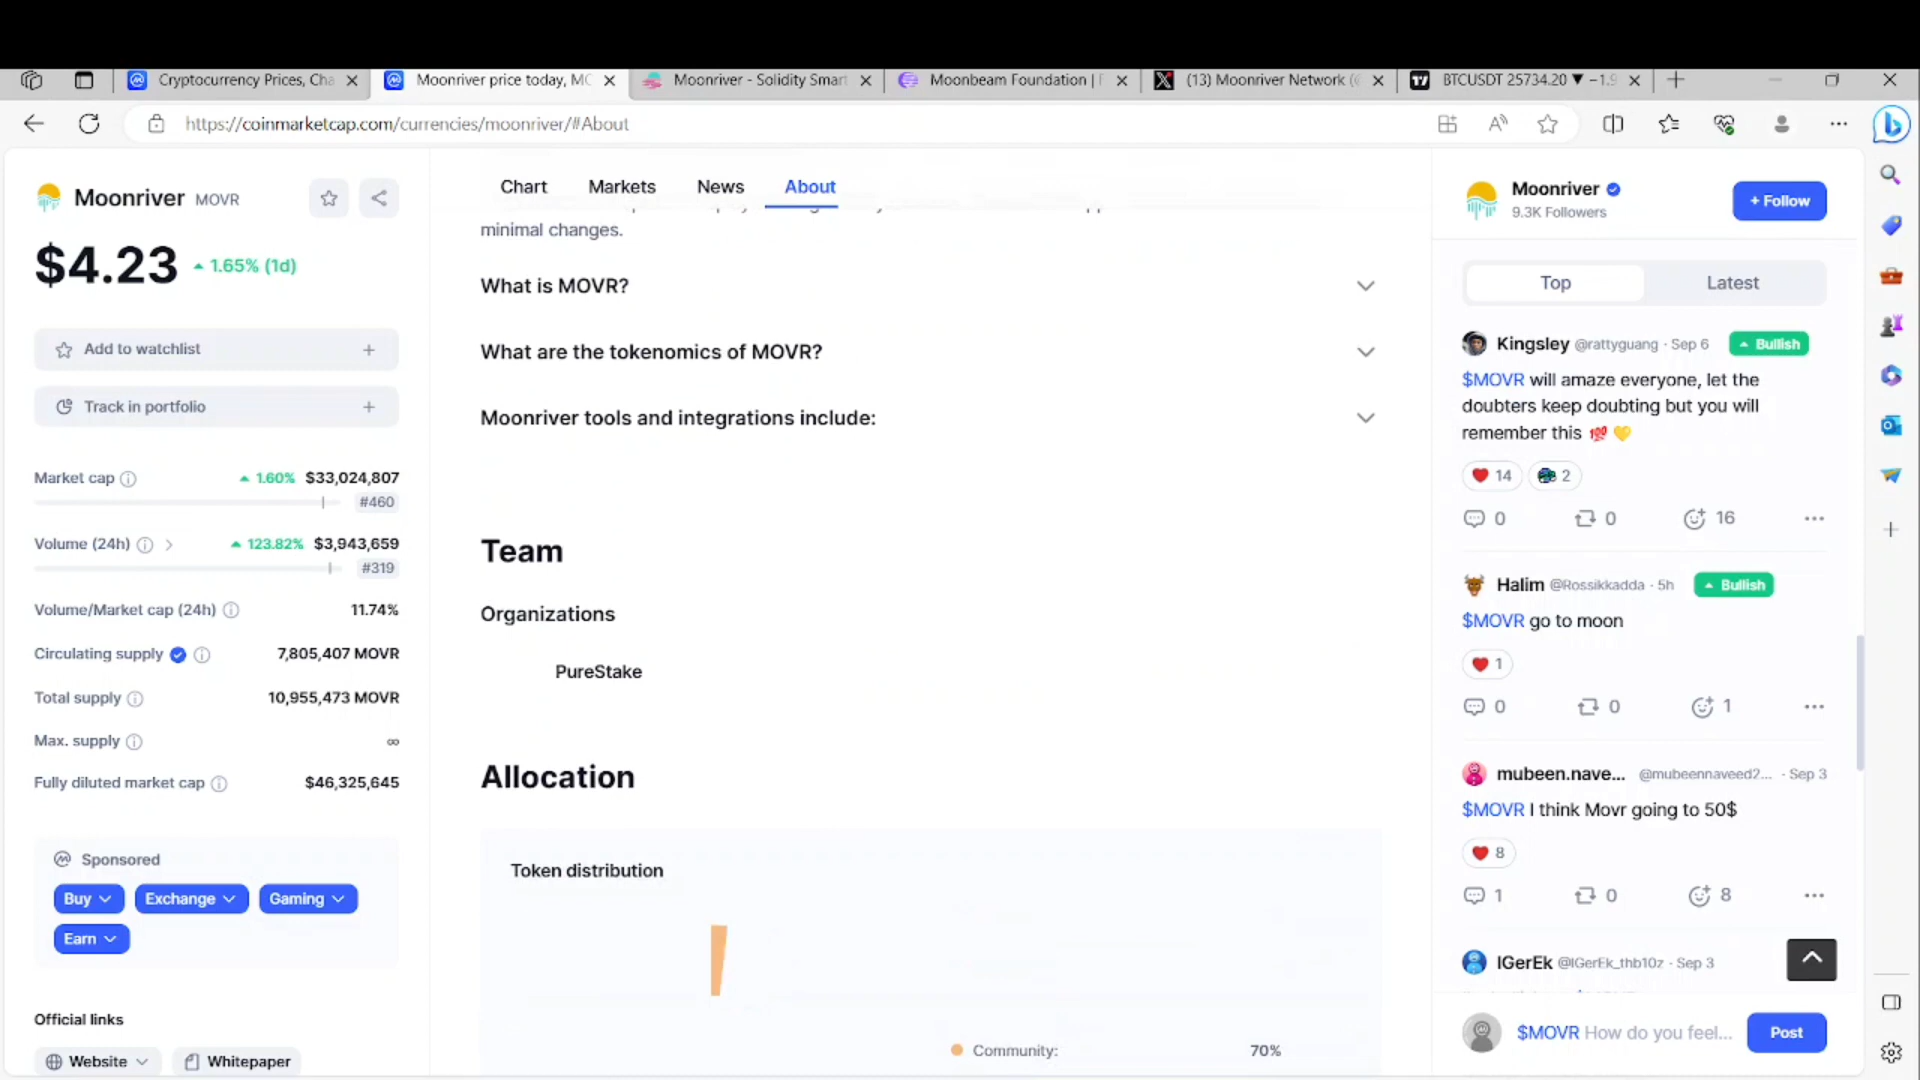 Cryptocurrency Prices, Cha
Moonriver price today, MO
Moonriver - Solidity Smart
Moonbeam Foundation |
(13) Moonriver Network (
BTCUSDT 25734.20 ▼ −1.9
https://coinmarketcap.com/currencies/moonriver/#About
Moonriver MOVR
$4.23 1.65% (1d)
Add to watchlist
Track in portfolio
Market cap 1.60% $33,024,807
#460
Volume (24h) 123.82% $3,943,659
#319
Volume/Market cap (24h) 11.74%
Circulating supply 7,805,407 MOVR
Total supply 10,955,473 MOVR
Max. supply ∞
Fully diluted market cap $46,325,645
Sponsored
Buy Exchange Gaming
Earn
Official links
Website Whitepaper
Chart Markets News About
minimal changes.
What is MOVR?
What are the tokenomics of MOVR?
Moonriver tools and integrations include:
Team
Organizations
PureStake
Allocation
Token distribution
Community: 70%
Moonriver
9.3K Followers
+ Follow
Top Latest
Kingsley @rattyguang · Sep 6 Bullish
$MOVR will amaze everyone, let the
doubters keep doubting but you will
remember this 💯 💛
14 2
0 0 16
Halim @Rossikkadda · 5h Bullish
$MOVR go to moon
1
0 0 1
mubeen.nave... @mubeennaveed2... · Sep 3
$MOVR I think Movr going to 50$
8
1 0 8
IGerEk @IGerEk_thb10z · Sep 3
$MOVR How do you feel...
Post